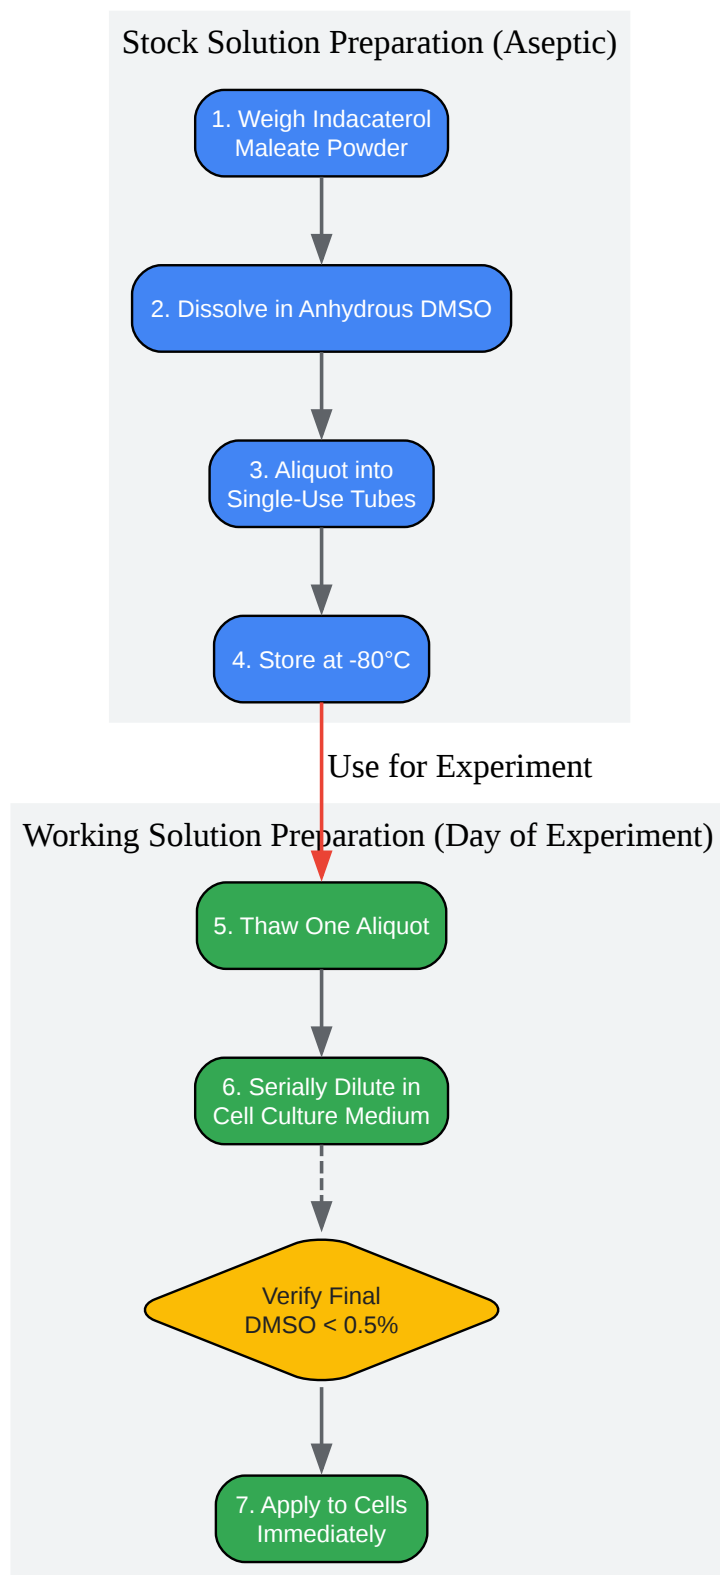 Stock Solution Preparation (Aseptic)
1. Weigh Indacaterol
Maleate Powder
2. Dissolve in Anhydrous DMSO
3. Aliquot into
Single-Use Tubes
4. Store at -80°C
Use for Experiment
Working Solution Preparation (Day of Experiment)
5. Thaw One Aliquot
6. Serially Dilute in
Cell Culture Medium
Verify Final
DMSO < 0.5%
7. Apply to Cells
Immediately